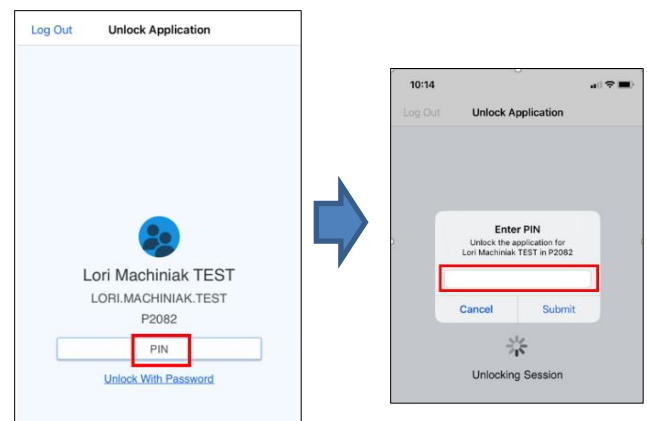 Log Out Unlock Application
Lori Machiniak TEST
LORI.MACHINIAK.TEST
P2082
PIN
Unlock With Password
10:14
Log Out Unlock Application
Enter PIN
Unlock the application for
Lori Machiniak TEST in P2082
Cancel Submit
Unlocking Session